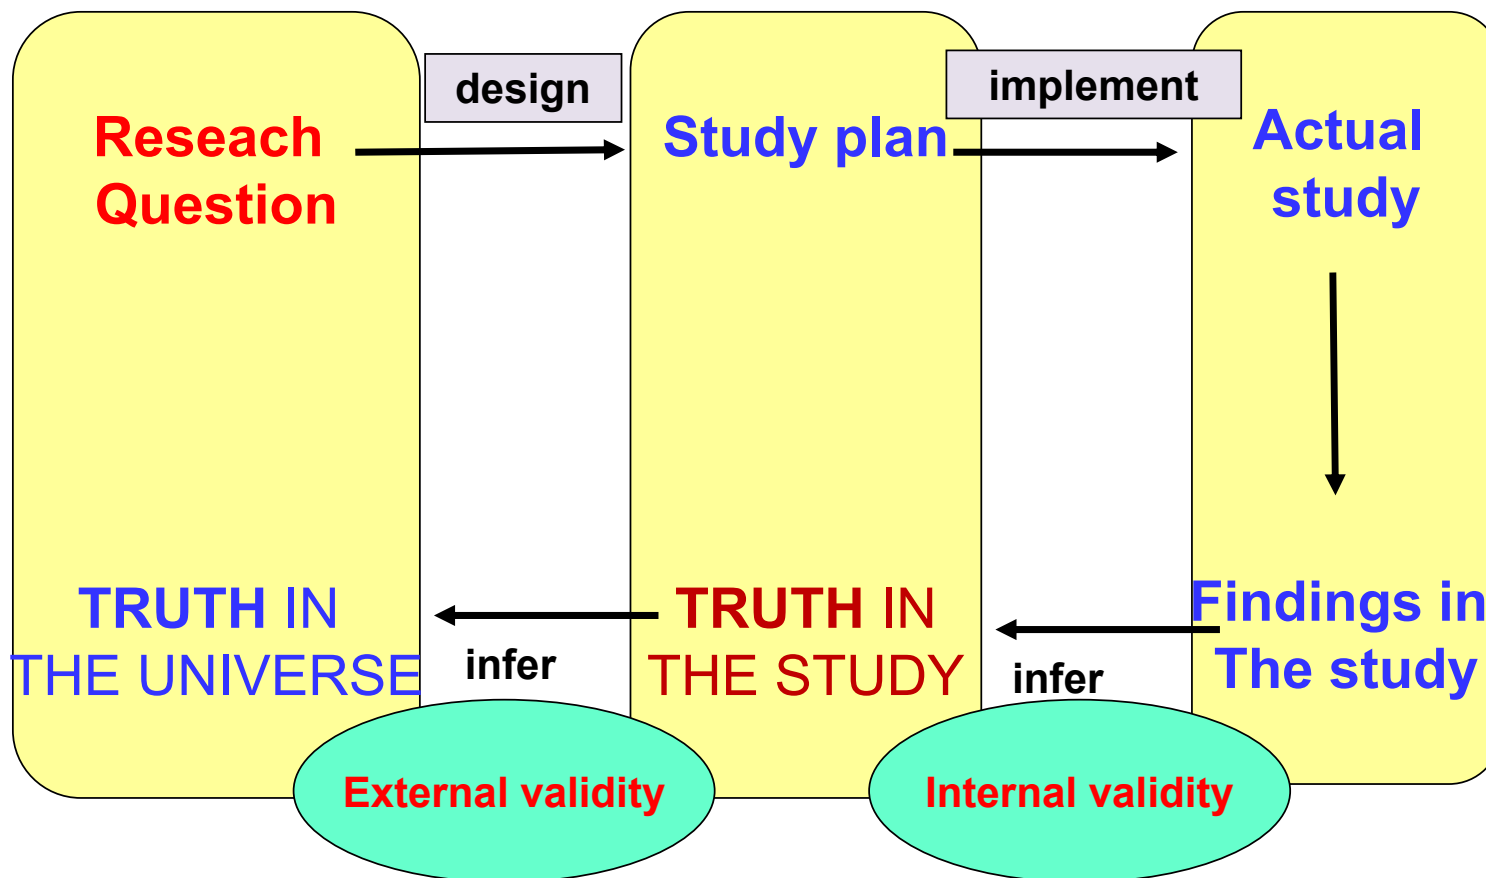 design
implement
Reseach
Question
Study plan
Actual
study
TRUTH IN
THE UNIVERSE
infer
TRUTH IN
THE STUDY
infer
Findings in
The study
External validity
Internal validity